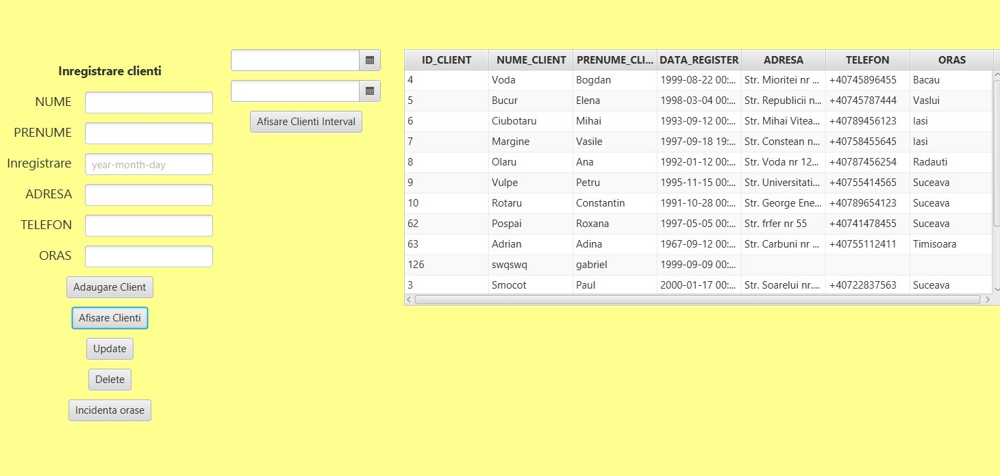 Inregistrare clienti
NUME
PRENUME
Inregistrare year-month-day
ADRESA
TELEFON
ORAS
Adaugare Client
Afisare Clienti
Update
Delete
Incidenta orase
Afisare Clienti Interval
ID_CLIENT NUME_CLIENT PRENUME_CLI... DATA_REGISTER ADRESA TELEFON ORAS
4 Voda Bogdan 1999-08-22 00:... Str. Mioritei nr ... +40745896455 Bacau
5 Bucur Elena 1998-03-04 00:... Str. Republicii n... +40745787444 Vaslui
6 Ciubotaru Mihai 1993-09-12 00:... Str. Mihai Vitea... +40789456123 Iasi
7 Margine Vasile 1997-09-18 19:... Str. Constean n... +40758455645 Iasi
8 Olaru Ana 1992-01-12 00:... Str. Voda nr 12... +40787456254 Radauti
9 Vulpe Petru 1995-11-15 00:... Str. Universitati... +40755414565 Suceava
10 Rotaru Constantin 1991-10-28 00:... Str. George Ene... +40789654123 Suceava
62 Pospai Roxana 1997-05-05 00:... Str. frfer nr 55 +40741478455 Suceava
63 Adrian Adina 1967-09-12 00:... Str. Carbuni nr ... +40755112411 Timisoara
126 swqswq gabriel 1999-09-09 00:...
3 Smocot Paul 2000-01-17 00:... Str. Soarelui nr.... +40722837563 Suceava